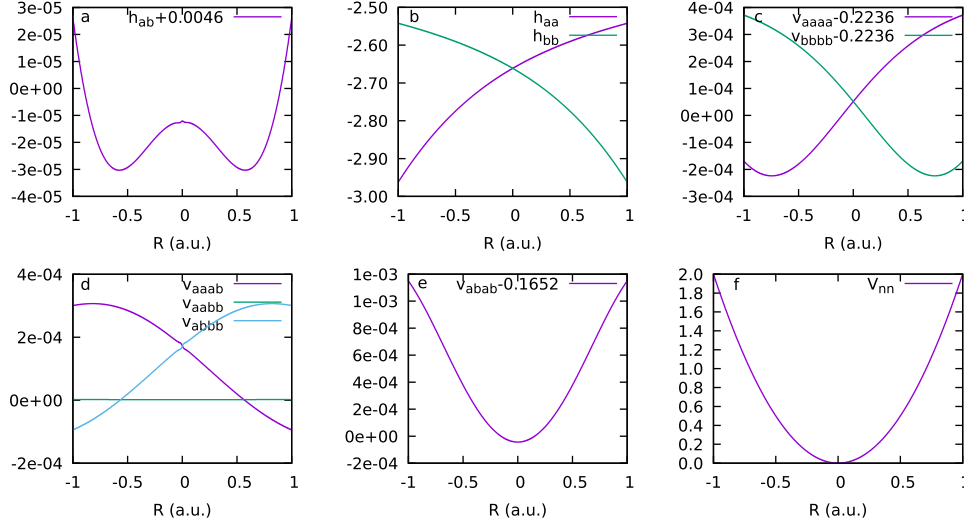 a
h_ab+0.0046
3e-05
2e-05
1e-05
0e+00
-1e-05
-2e-05
-3e-05
-4e-05
-1 -0.5 0 0.5 1
R (a.u.)
b
h_aa
h_bb
-2.50
-2.60
-2.70
-2.80
-2.90
-3.00
-1 -0.5 0 0.5 1
R (a.u.)
c
v_aaaa-0.2236
v_bbbb-0.2236
4e-04
3e-04
2e-04
1e-04
0e+00
-1e-04
-2e-04
-3e-04
-1 -0.5 0 0.5 1
R (a.u.)
d
v_aaab
v_aabb
v_abbb
4e-04
2e-04
0e+00
-2e-04
-1 -0.5 0 0.5 1
R (a.u.)
e
v_abab-0.1652
1e-03
1e-03
8e-04
6e-04
4e-04
2e-04
0e+00
-2e-04
-1 -0.5 0 0.5 1
R (a.u.)
f
V_nn
2.0
1.8
1.6
1.4
1.2
1.0
0.8
0.6
0.4
0.2
0.0
-1 -0.5 0 0.5 1
R (a.u.)